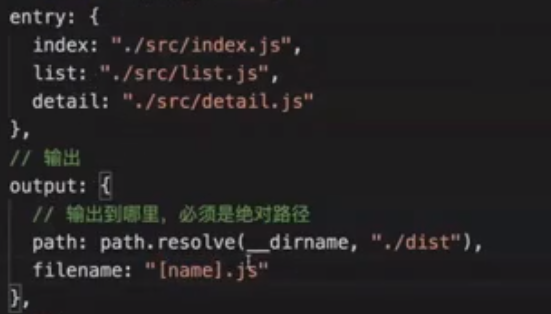 entry: {
index: "./src/index.js",
list: "./src/list.js",
detail: "./src/detail.js"
},
// 输出
output: {
// 输出到哪里，必须是绝对路径
path: path.resolve(__dirname, "./dist"),
filename: "[name].js"
},